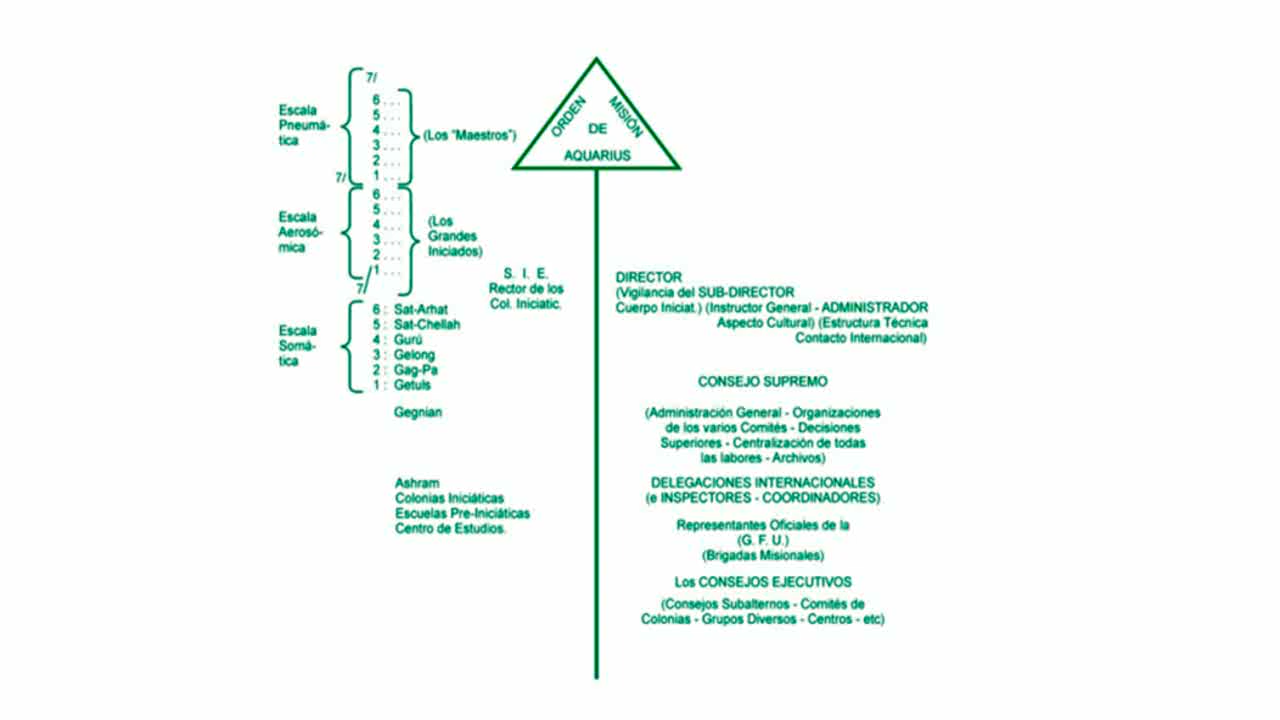 7/
6 . . .
5 . . .
4 . . .
3 . . .
2 . . .
1 . . .
Escala
Pneumá-
tica
(Los "Maestros")
7/
6 . . .
5 . . .
4 . . .
3 . . .
2 . . .
1 . . .
Escala
Aerosó-
mica
(Los
Grandes
Iniciados)
7/
6 : Sat-Arhat
5 : Sat-Chellah
4 : Gurú
3 : Gelong
2 : Gag-Pa
1 : Getuls
Escala
Somá-
tica
Gegnian
Ashram
Colonias Iniciáticas
Escuelas Pre-Iniciáticas
Centro de Estudios.
S. I. E.
Rector de los
Col. Iniciatic.
ORDEN
MISIÓN
DE
AQUARIUS
DIRECTOR
(Vigilancia del SUB-DIRECTOR
Cuerpo Iniciat.) (Instructor General - ADMINISTRADOR
Aspecto Cultural) (Estructura Técnica
Contacto Internacional)
CONSEJO SUPREMO
(Administración General - Organizaciones
de los varios Comités - Decisiones
Superiores - Centralización de todas
las labores - Archivos)
DELEGACIONES INTERNACIONALES
(e INSPECTORES - COORDINADORES)
Representantes Oficiales de la
(G. F. U.)
(Brigadas Misionales)
Los CONSEJOS EJECUTIVOS
(Consejos Subalternos - Comités de
Colonias - Grupos Diversos - Centros - etc)